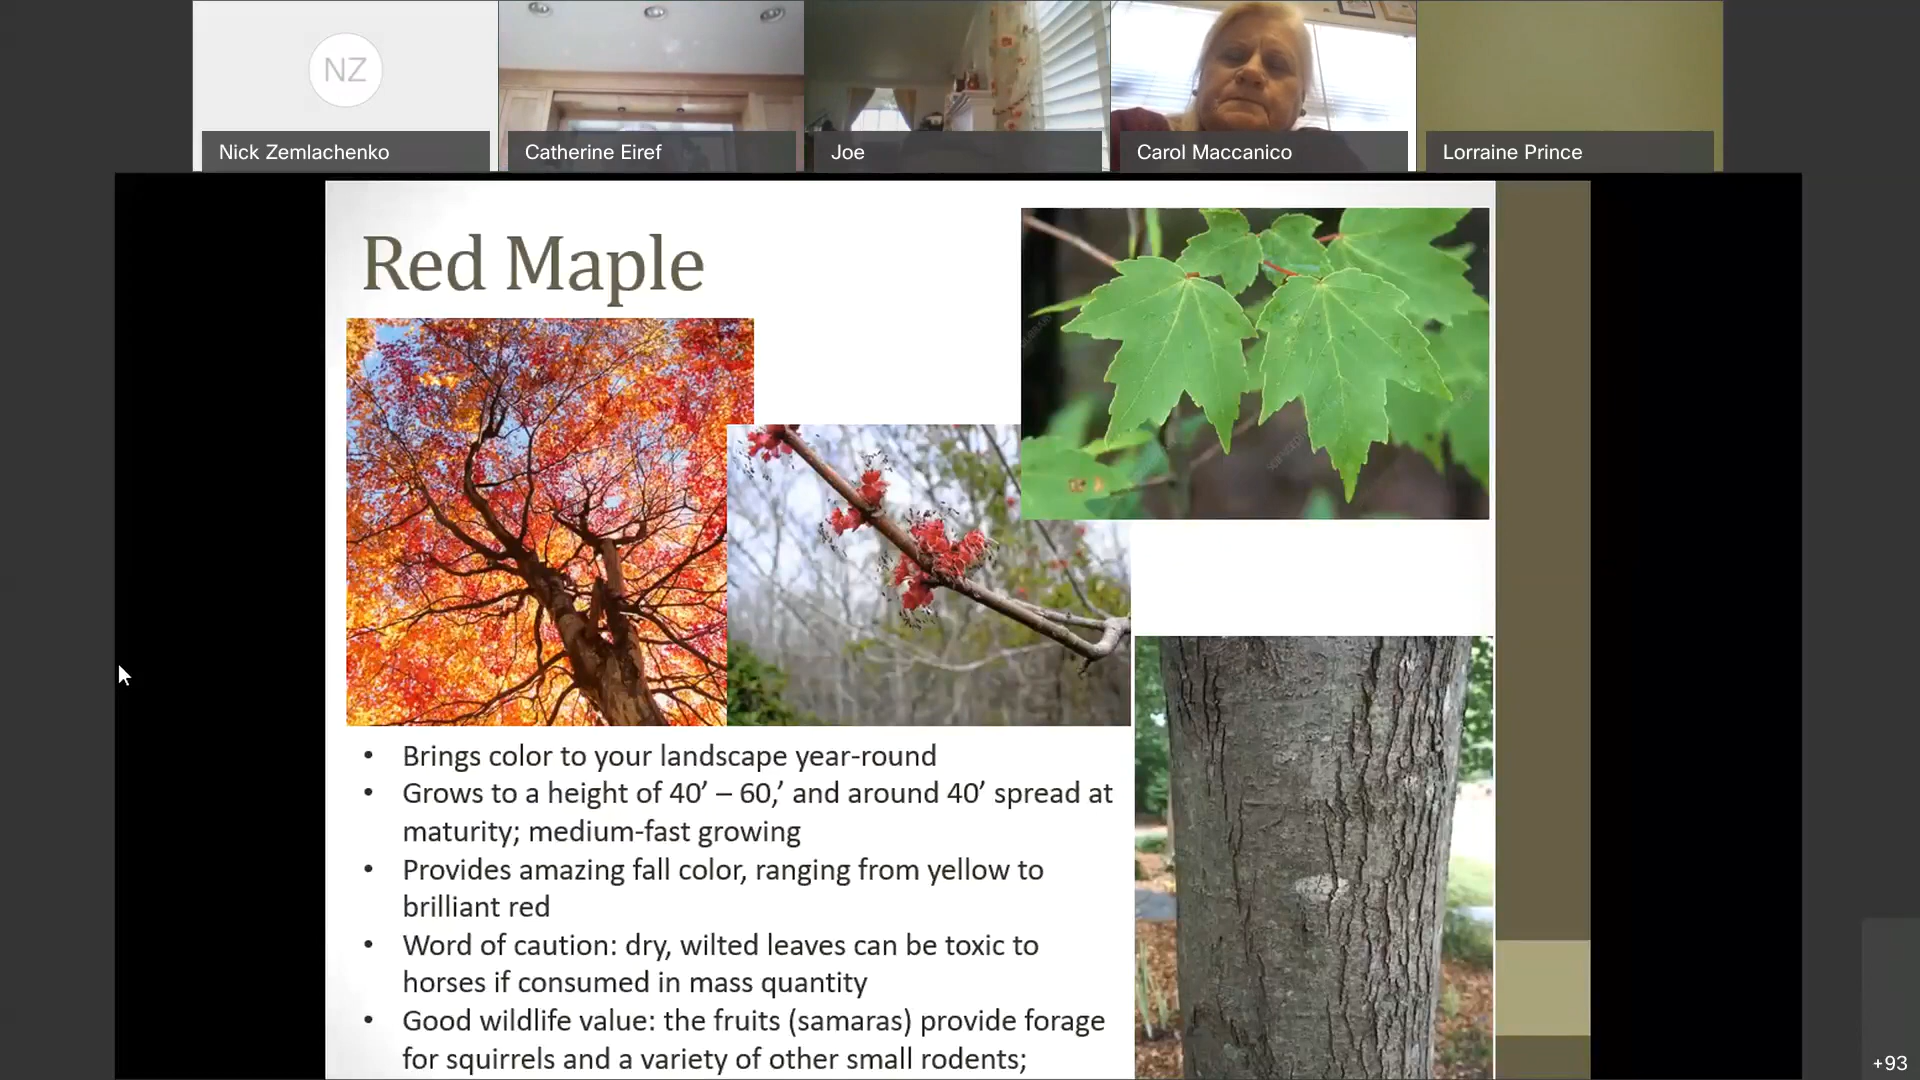 NZ
Nick Zemlachenko
Catherine Eiref
Joe
Carol Maccanico
Lorraine Prince
Red Maple
• Brings color to your landscape year-round
• Grows to a height of 40’ – 60,’ and around 40’ spread at
maturity; medium-fast growing
• Provides amazing fall color, ranging from yellow to
brilliant red
• Word of caution: dry, wilted leaves can be toxic to
horses if consumed in mass quantity
• Good wildlife value: the fruits (samaras) provide forage
for squirrels and a variety of other small rodents;
+93